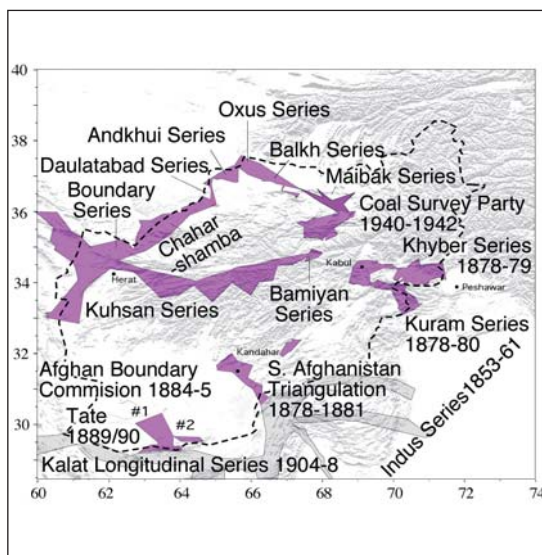 40
Oxus Series
Andkhui Series
38
Balkh Series
Daulatabad Series
Maibak Series
Boundary
Series
Coal Survey Party
1940-1942
36
Chahar
-shamba
Khyber Series
1878-79
Kabul
34
Herat
Peshawar
Bamiyan
Series
Kuhsan Series
Kuram Series
1878-80
32
Kandahar
Afghan Boundary
Commision 1884-5
S. Afghanistan
Triangulation
1878-1881
Indus Series1853-61
Tate
1889/90
#1
#2
30
Kalat Longitudinal Series 1904-8
60 62 64 66 68 70 72 74